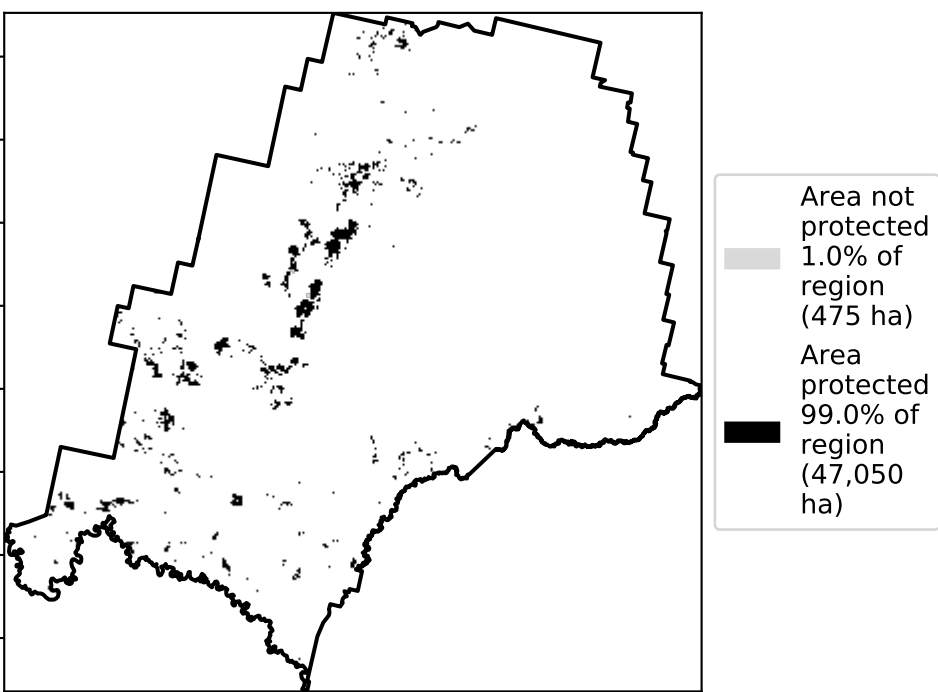 Area not
protected
1.0% of
region
(475 ha)
Area
protected
99.0% of
region
(47,050
ha)